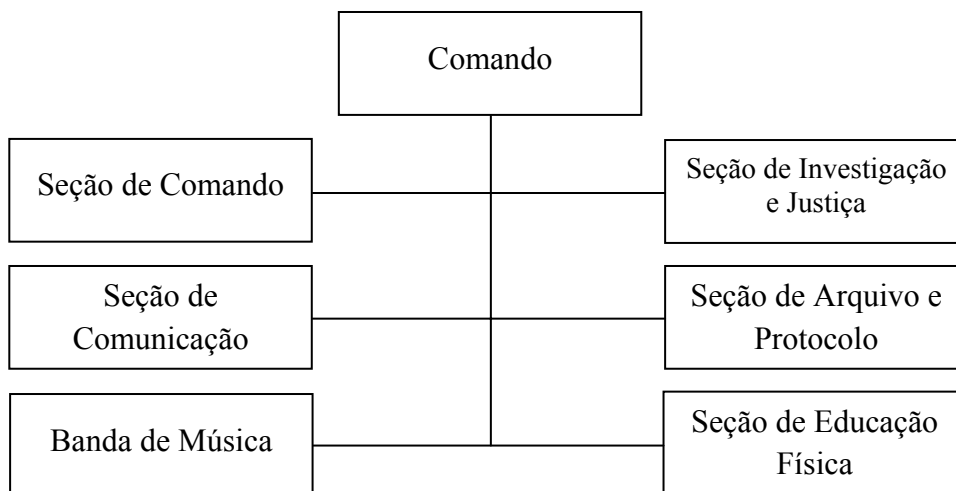 Comando
Seção de Comando
Seção de Investigação
e Justiça
Seção de
Comunicação
Seção de Arquivo e
Protocolo
Banda de Música
Seção de Educação
Física